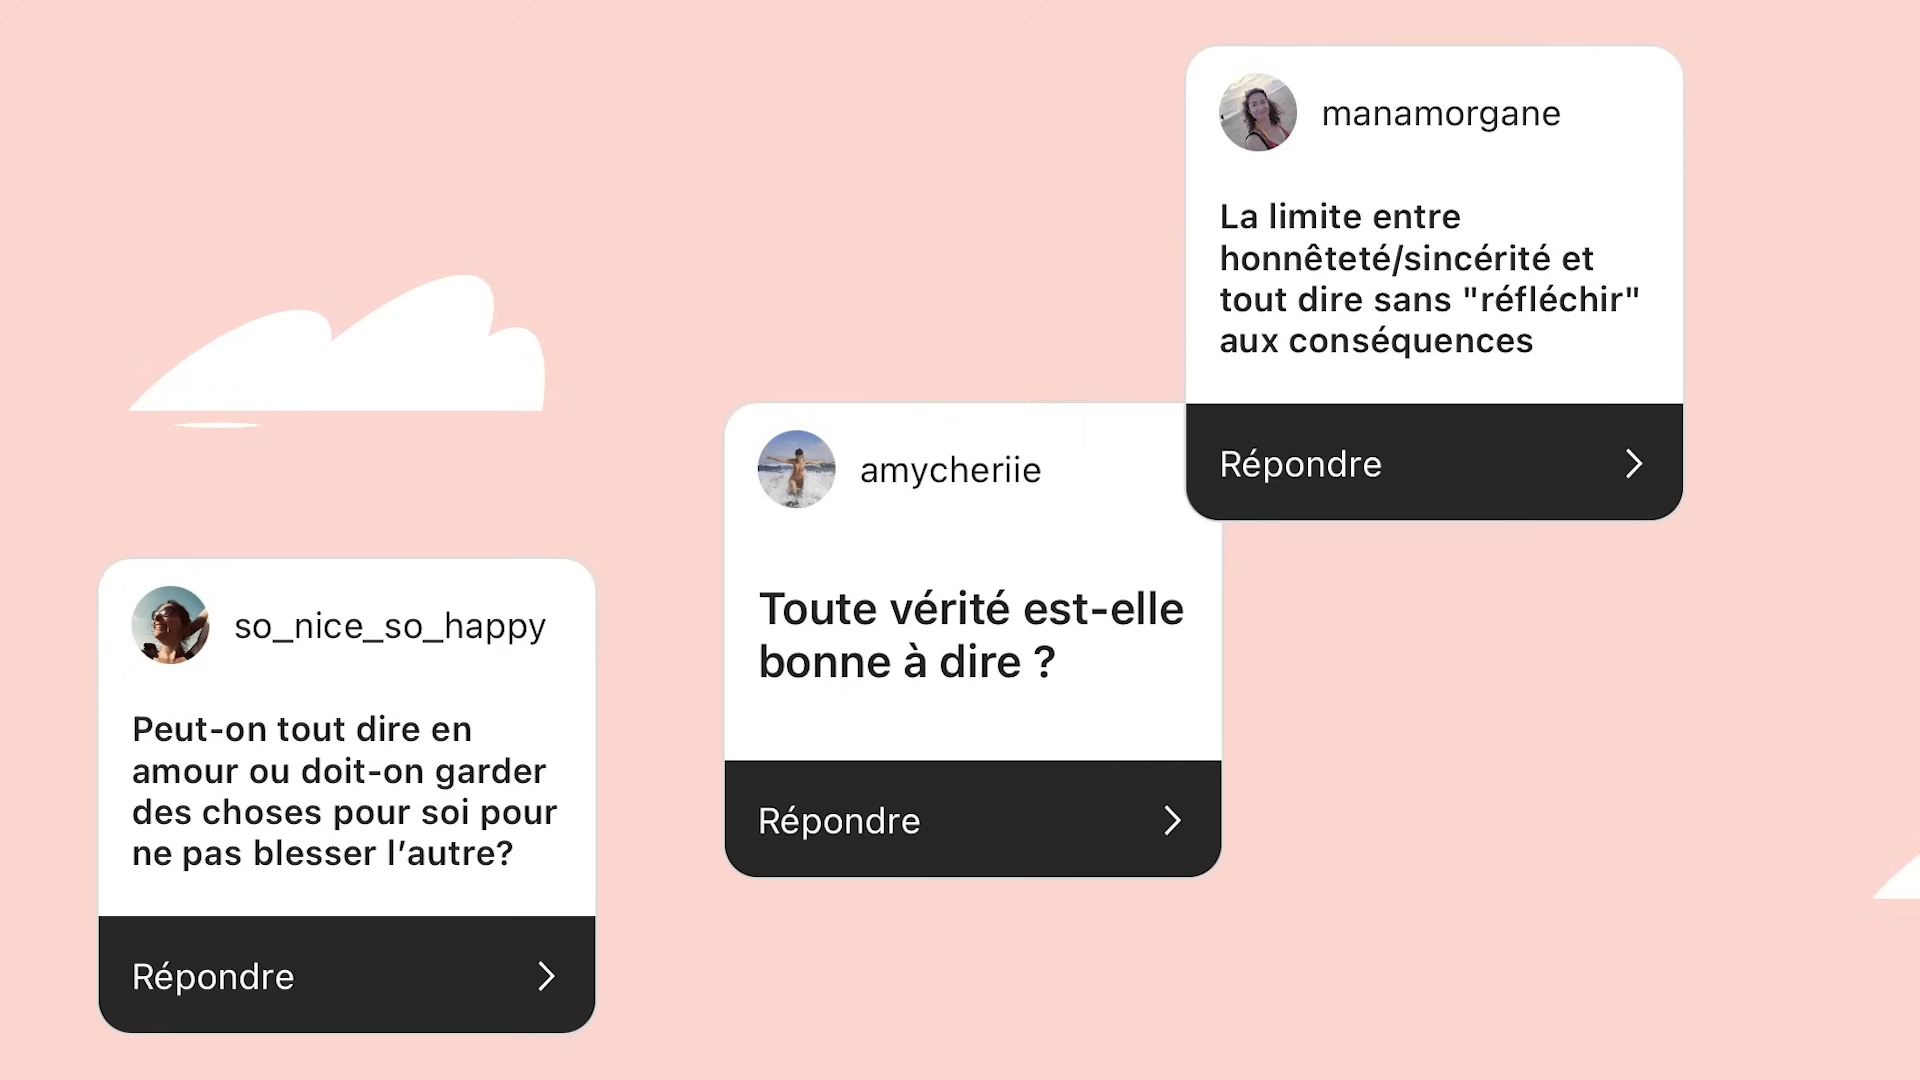 manamorgane
La limite entre
honnêteté/sincérité et
tout dire sans "réfléchir"
aux conséquences
Répondre
amycheriie
Toute vérité est-elle
bonne à dire ?
Répondre
so_nice_so_happy
Peut-on tout dire en
amour ou doit-on garder
des choses pour soi pour
ne pas blesser l’autre?
Répondre